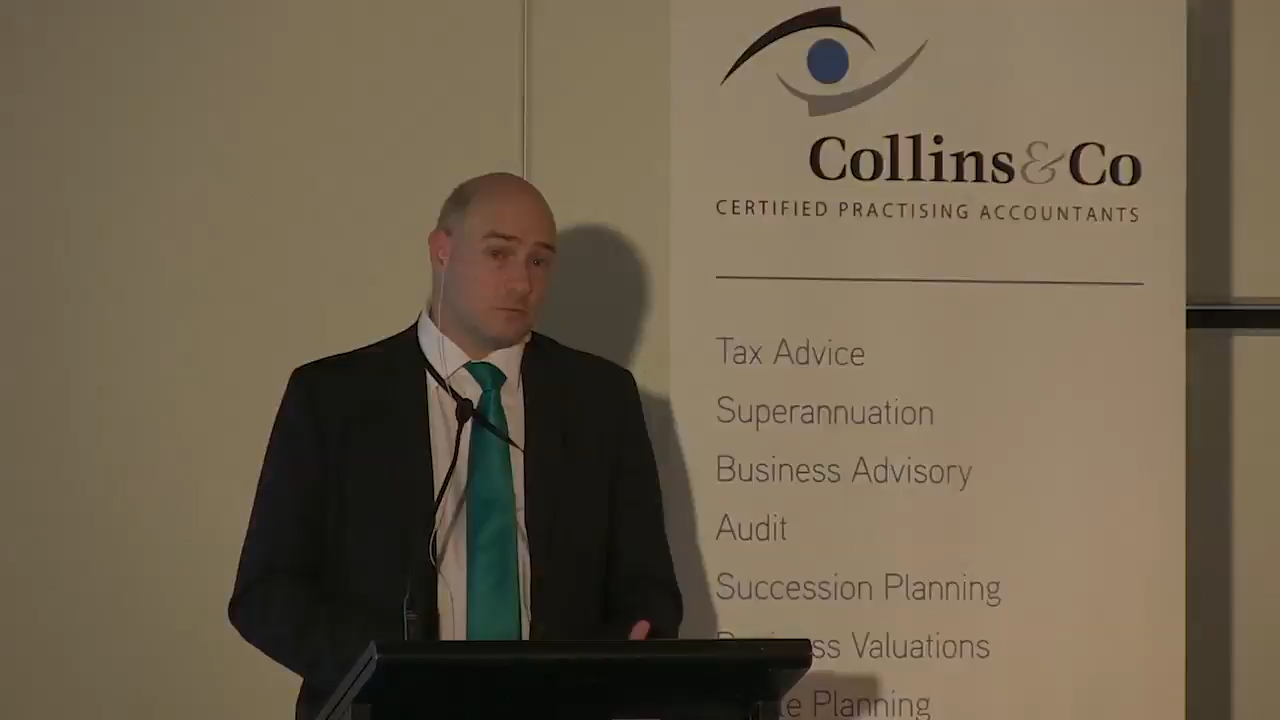 Collins&Co
CERTIFIED PRACTISING ACCOUNTANTS
Tax Advice
Superannuation
Business Advisory
Audit
Succession Planning
Valuations
Planning